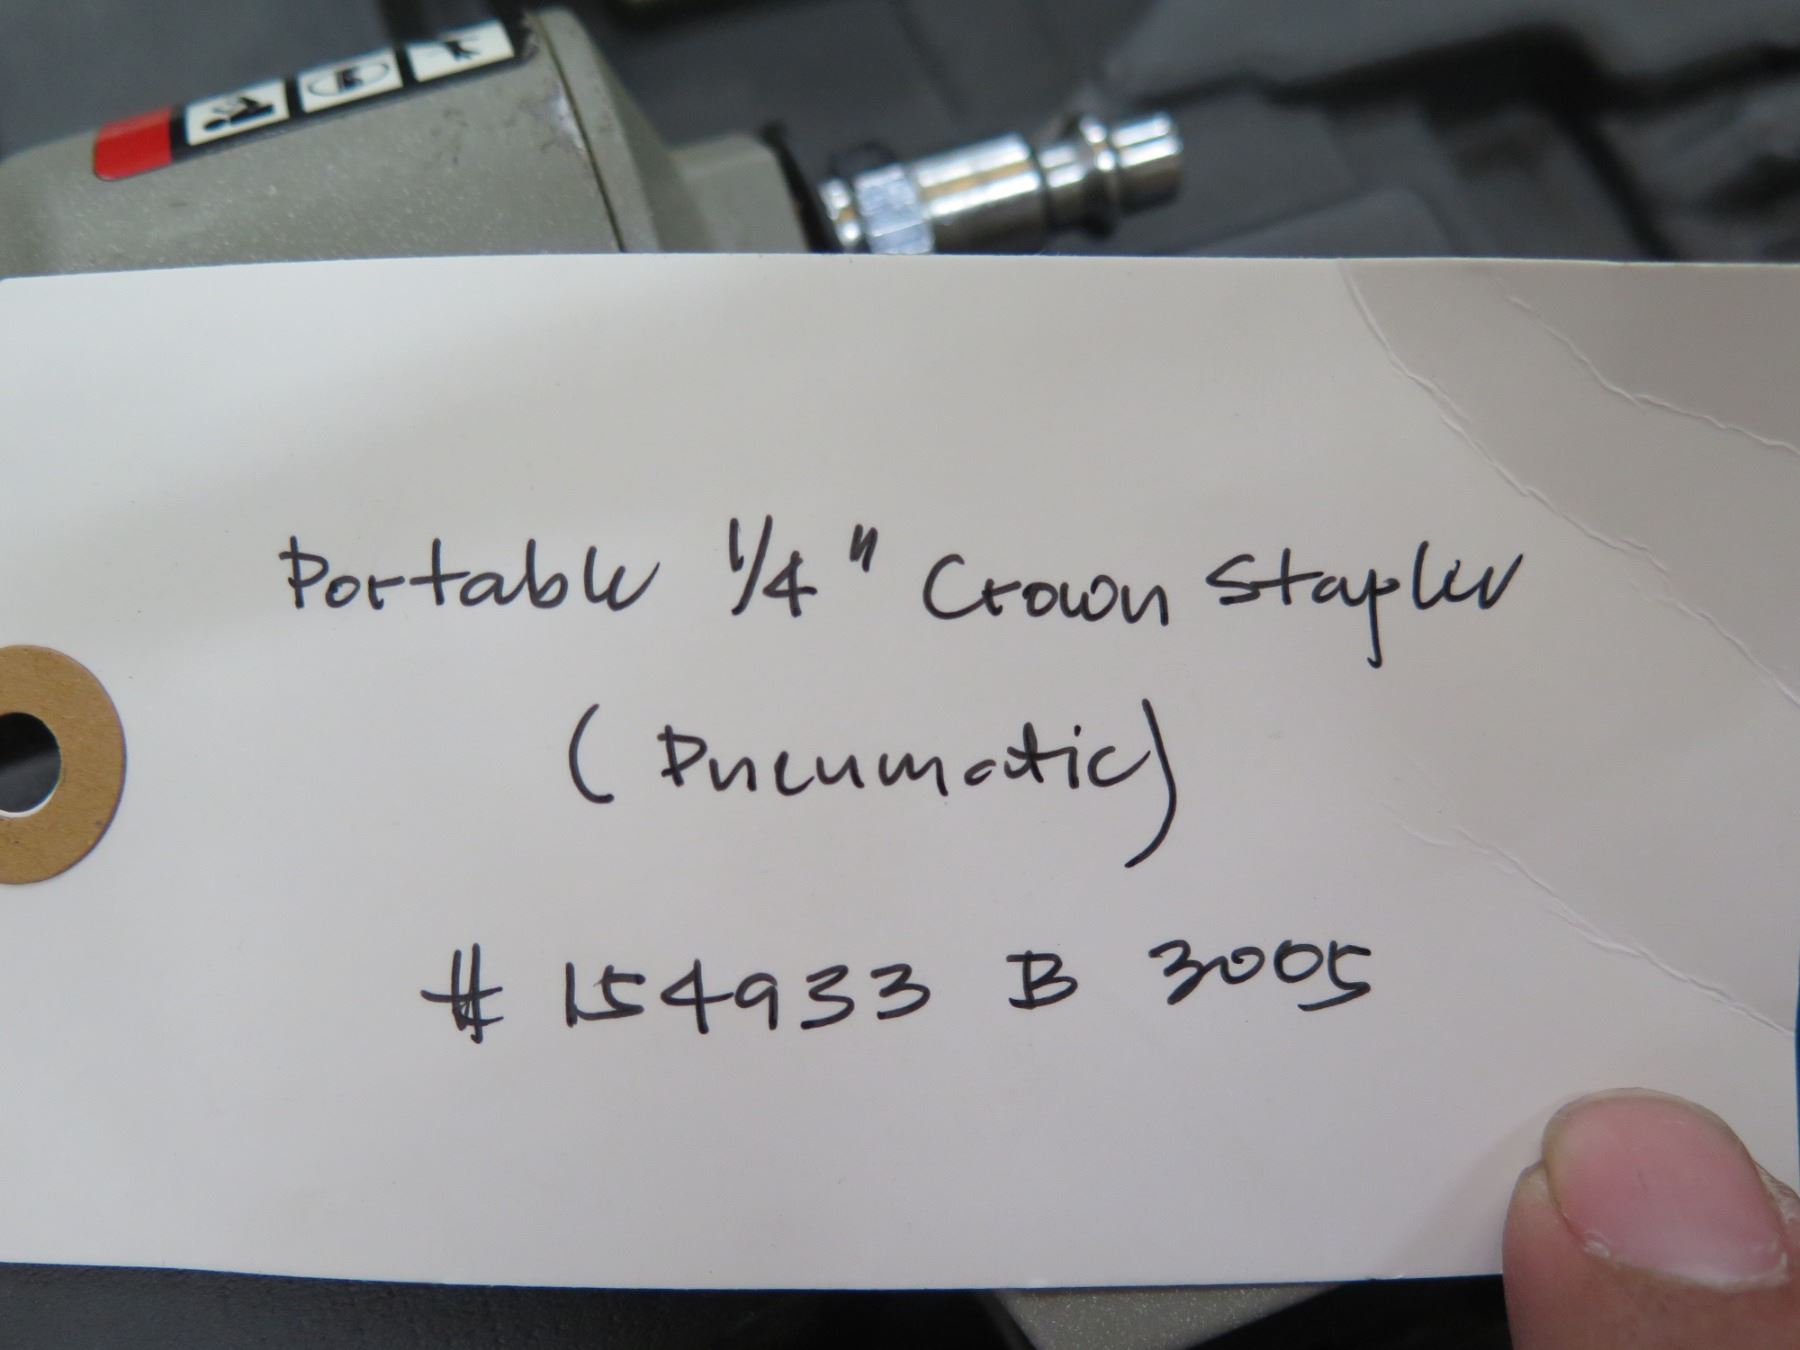 Portable 1/4" Crown Stapler
(Pneumatic)
# 154933 B 3005